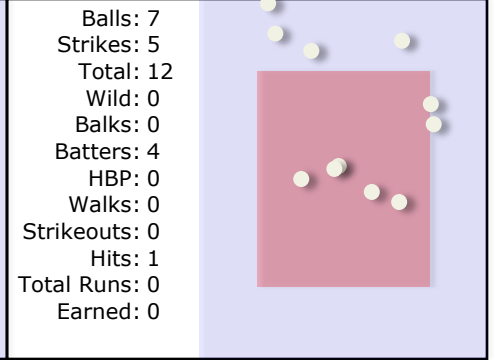 Balls: 7
Strikes: 5
Total: 12
Wild: 0
Balks: 0
Batters: 4
HBP: 0
Walks: 0
Strikeouts: 0
Hits: 1
Total Runs: 0
Earned: 0